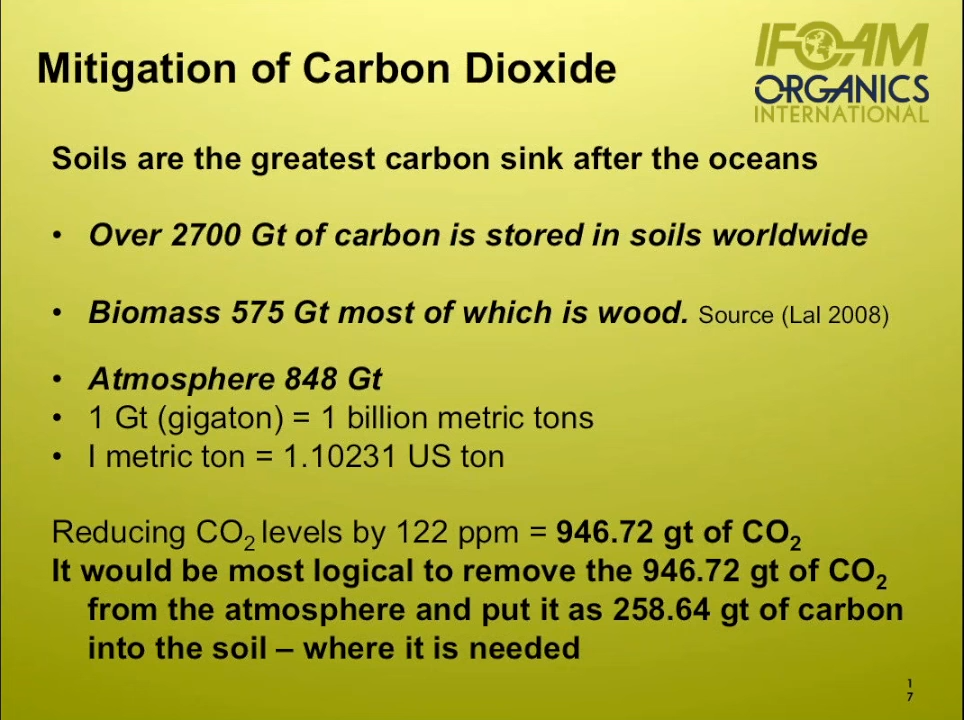 Mitigation of Carbon Dioxide
IFOAM
ORGANICS
INTERNATIONAL
Soils are the greatest carbon sink after the oceans
• Over 2700 Gt of carbon is stored in soils worldwide
• Biomass 575 Gt most of which is wood. Source (Lal 2008)
• Atmosphere 848 Gt
• 1 Gt (gigaton) = 1 billion metric tons
• I metric ton = 1.10231 US ton
Reducing CO₂ levels by 122 ppm = 946.72 gt of CO₂
It would be most logical to remove the 946.72 gt of CO₂
from the atmosphere and put it as 258.64 gt of carbon
into the soil – where it is needed
1
7